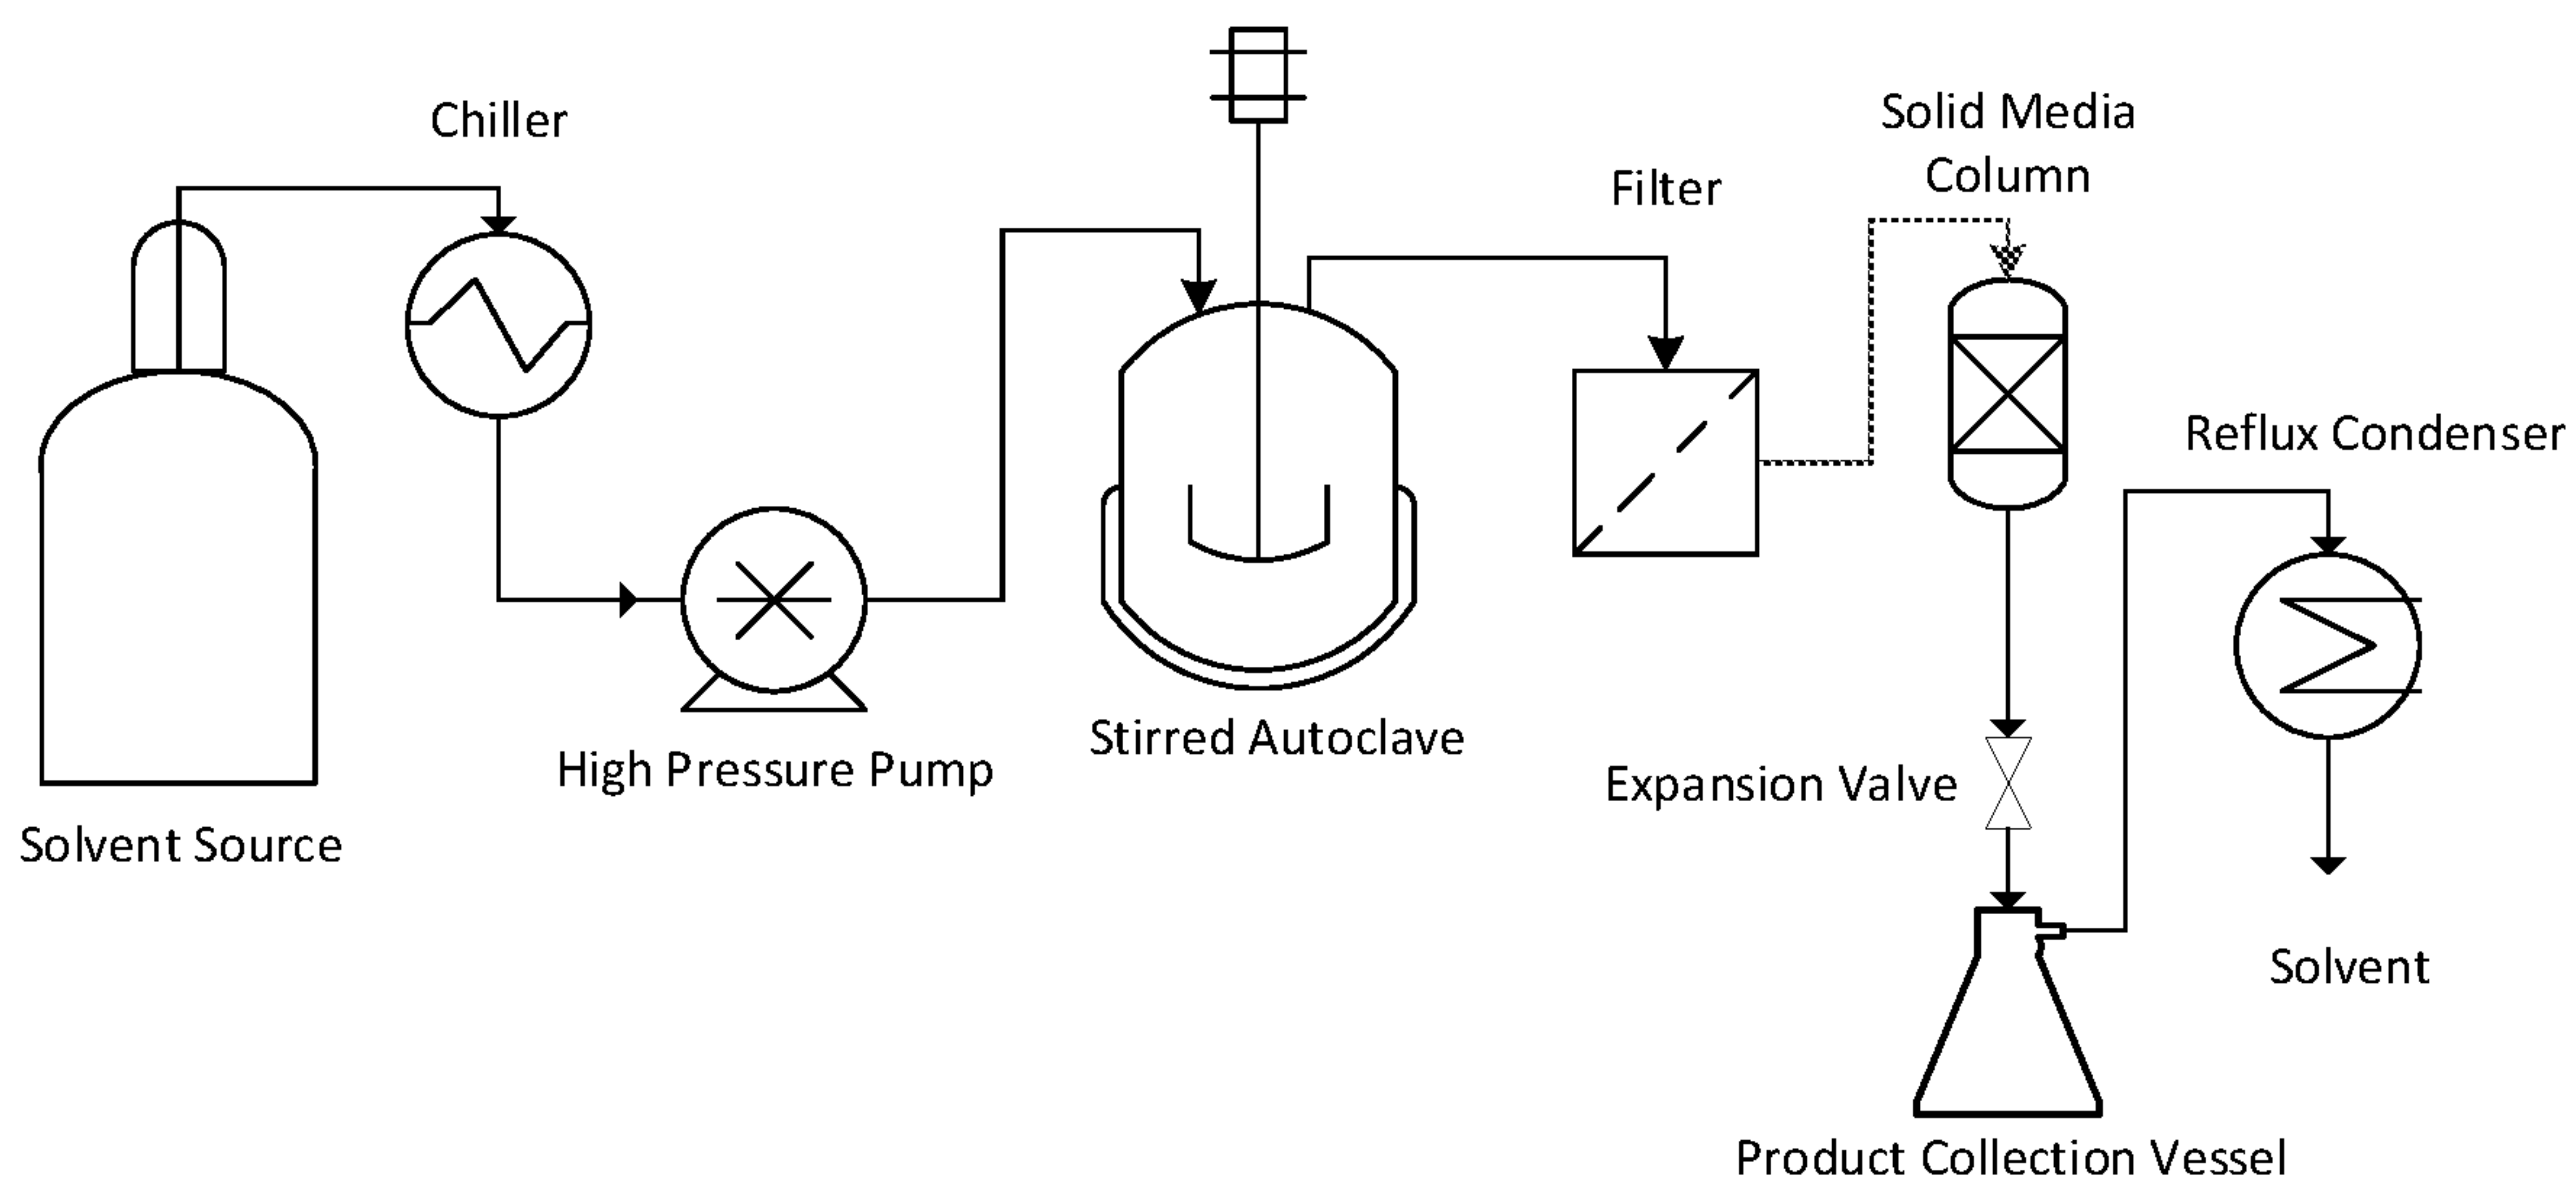 Chiller
Solid Media
Column
Filter
Reflux Condenser
Stirred Autoclave
High Pressure Pump
Expansion Valve
Solvent Source
Solvent
Product Collection Vessel